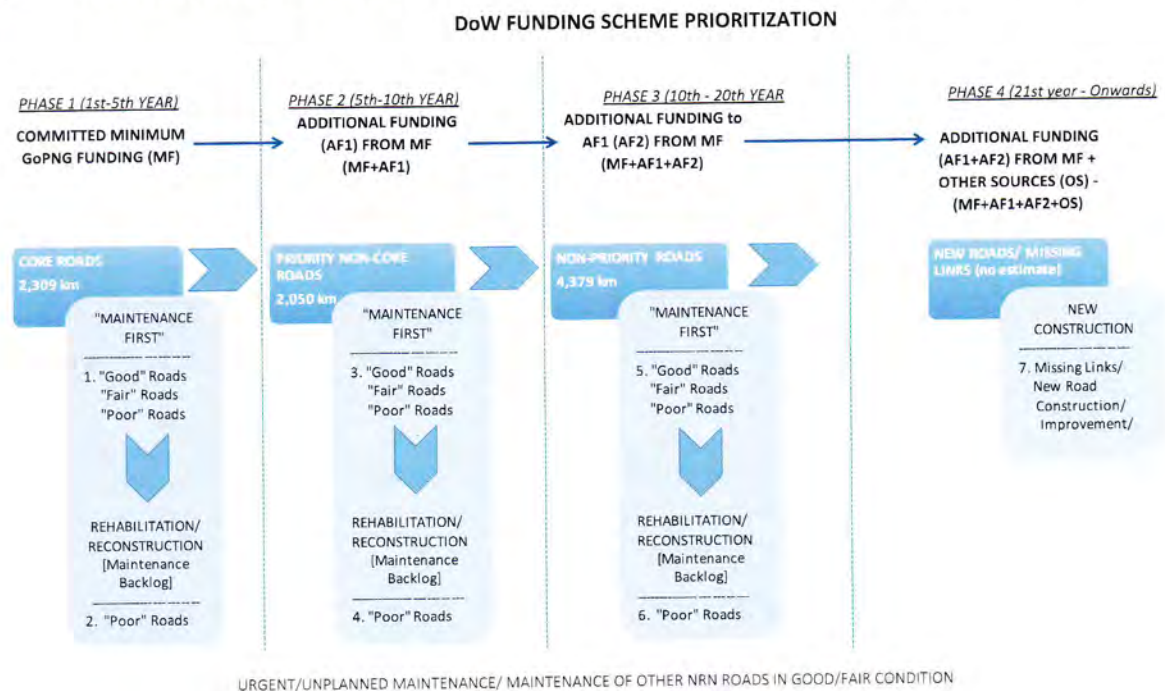 DoW FUNDING SCHEME PRIORITIZATION
PHASE 1 (1st-5th YEAR)
COMMITTED MINIMUM
GoPNG FUNDING (MF)
PHASE 2 (5th-10th YEAR)
ADDITIONAL FUNDING
(AF1) FROM MF
(MF+AF1)
PHASE 3 (10th - 20th YEAR
ADDITIONAL FUNDING to
AF1 (AF2) FROM MF
(MF+AF1+AF2)
PHASE 4 (21st year - Onwards)
ADDITIONAL FUNDING
(AF1+AF2) FROM MF +
OTHER SOURCES (OS) -
(MF+AF1+AF2+OS)
CORE ROADS
2,309 km
"MAINTENANCE
FIRST"
1. "Good" Roads
"Fair" Roads
"Poor" Roads
REHABILITATION/
RECONSTRUCTION
[Maintenance
Backlog]
2. "Poor" Roads
PRIORITY NON-CORE
ROADS
2,050 km
"MAINTENANCE
FIRST"
3. "Good" Roads
"Fair" Roads
"Poor" Roads
REHABILITATION/
RECONSTRUCTION
[Maintenance
Backlog]
4. "Poor" Roads
NON-PRIORITY ROADS
4,379 km
"MAINTENANCE
FIRST"
5. "Good" Roads
"Fair" Roads
"Poor" Roads
REHABILITATION/
RECONSTRUCTION
[Maintenance
Backlog]
6. "Poor" Roads
NEW ROADS/ MISSING
LINKS (no estimate)
NEW
CONSTRUCTION
7. Missing Links/
New Road
Construction/
Improvement/
URGENT/UNPLANNED MAINTENANCE/ MAINTENANCE OF OTHER NRN ROADS IN GOOD/FAIR CONDITION